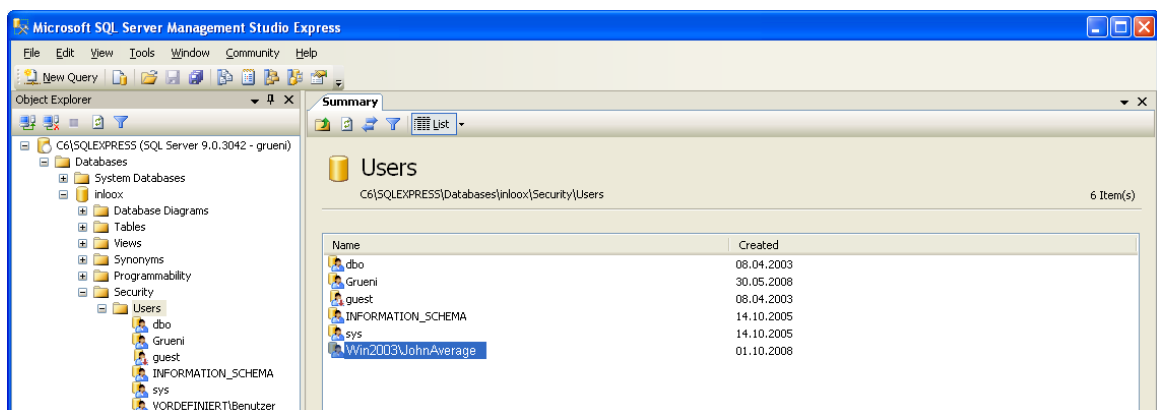 Microsoft SQL Server Management Studio Express
File Edit View Tools Window Community Help
New Query
Object Explorer
Summary
List
C6\SQLEXPRESS (SQL Server 9.0.3042 - grueni)
Databases
System Databases
inloox
Database Diagrams
Tables
Views
Synonyms
Programmability
Security
Users
dbo
Grueni
guest
INFORMATION_SCHEMA
sys
VORDEFINIERT\Benutzer
Users
C6\SQLEXPRESS\Databases\inloox\Security\Users 6 Item(s)
Name Created
dbo 08.04.2003
Grueni 30.05.2008
guest 08.04.2003
INFORMATION_SCHEMA 14.10.2005
sys 14.10.2005
Win2003\JohnAverage 01.10.2008